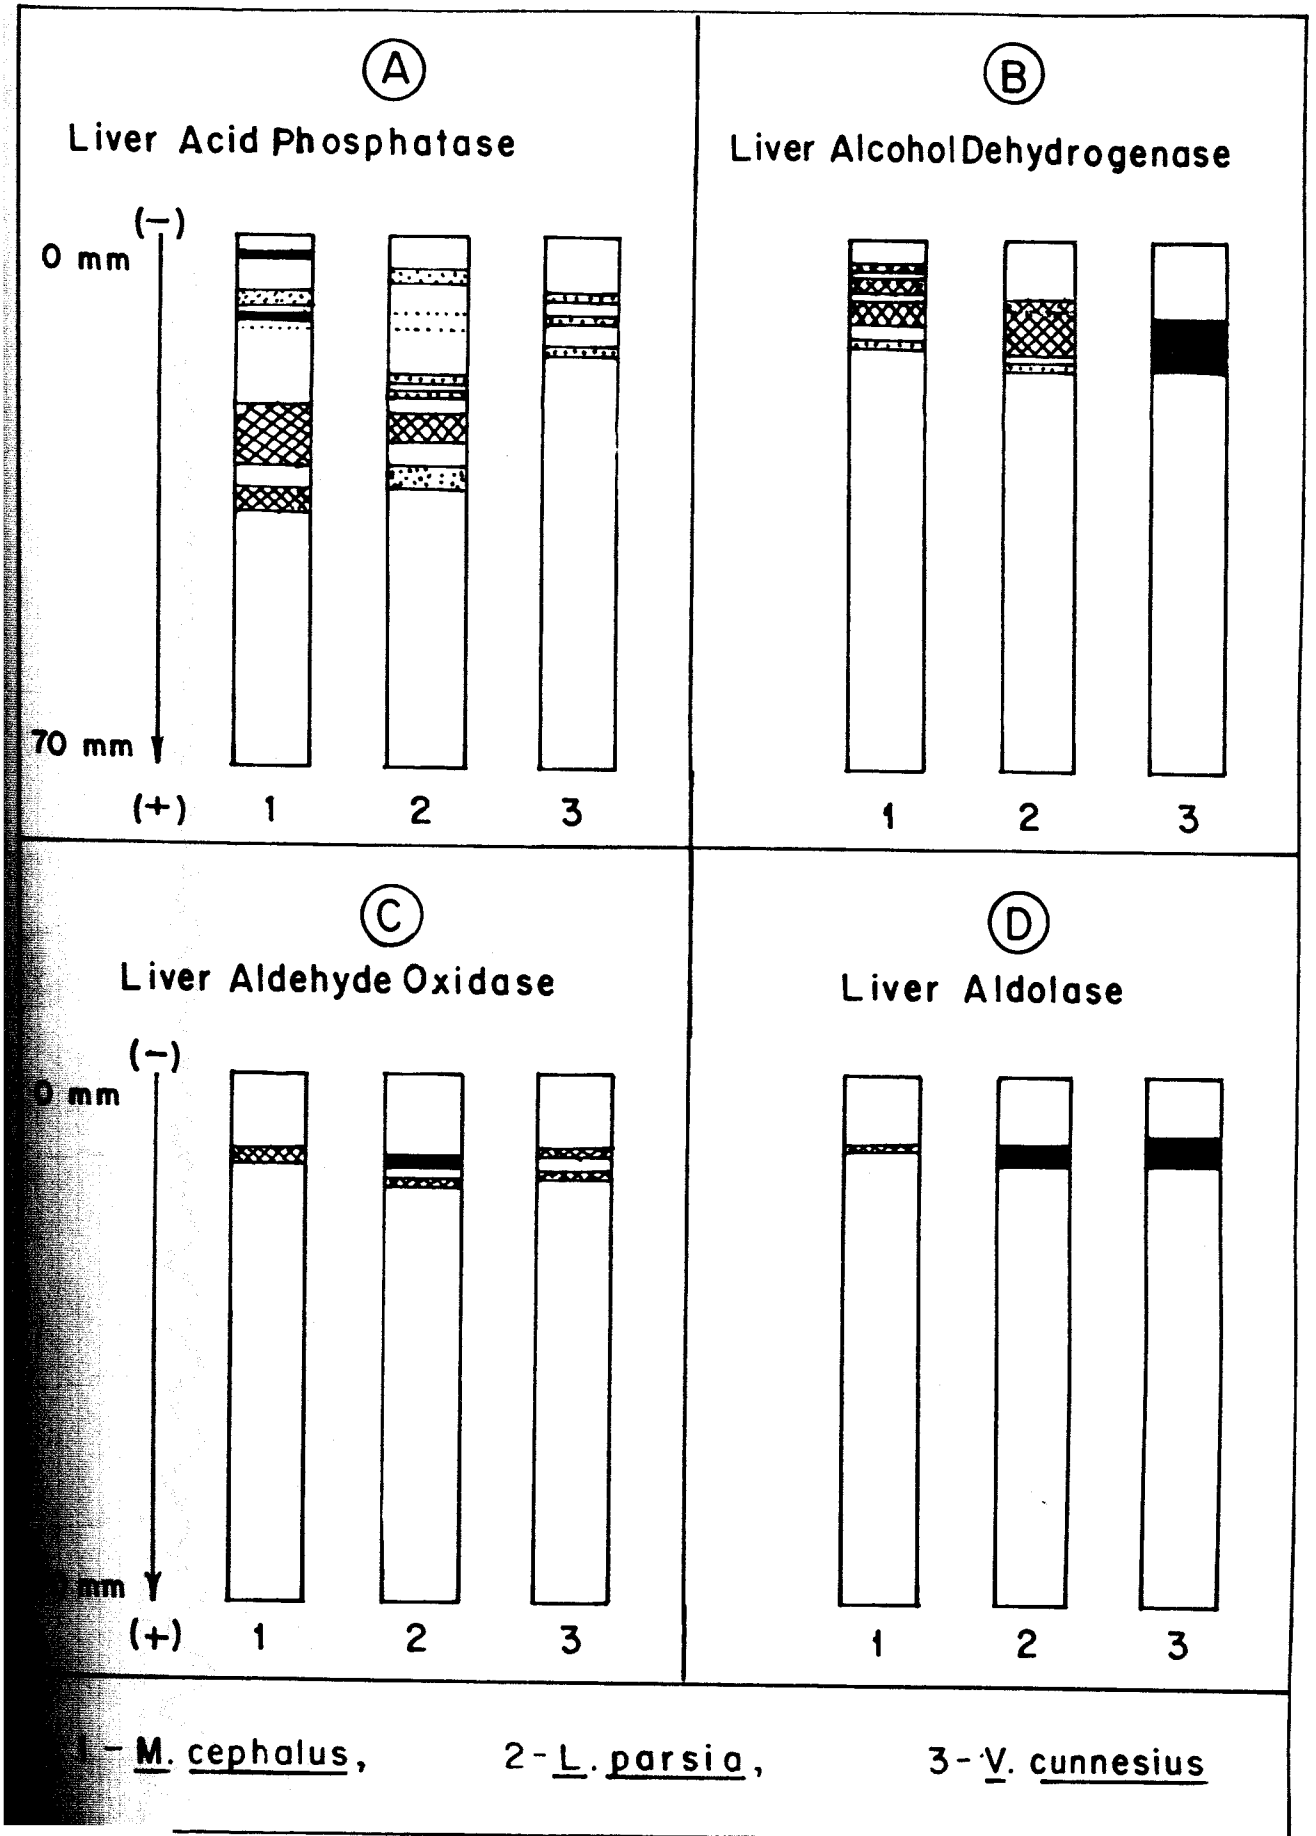 A
Liver Acid Phosphatase
(-)
0 mm
70 mm
(+) 1 2 3
B
Liver Alcohol Dehydrogenase
1 2 3
C
Liver Aldehyde Oxidase
(-)
0 mm
mm
(+) 1 2 3
D
Liver Aldolase
1 2 3
1 - M. cephalus, 2 - L. parsia, 3 - V. cunnesius